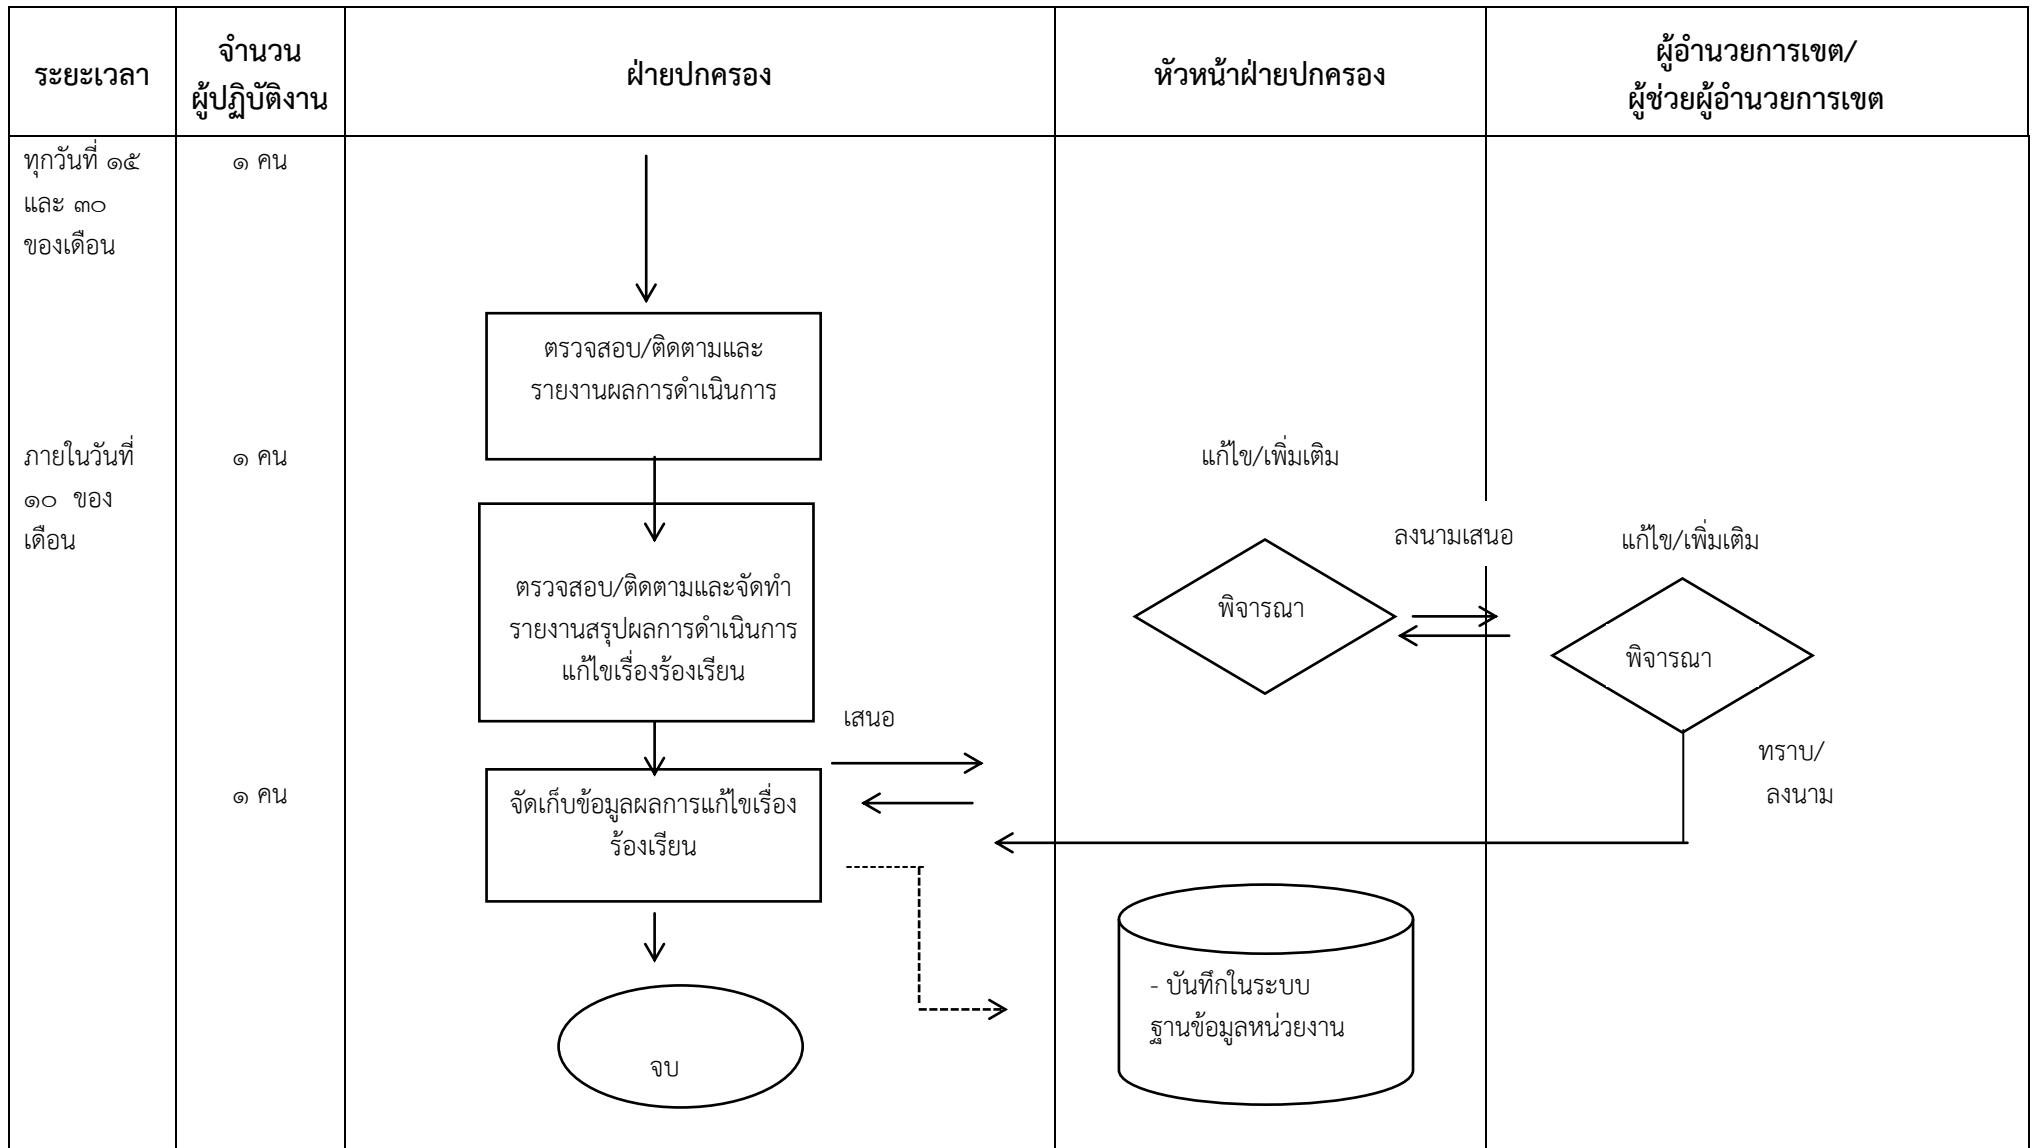 ระยะเวลา
จำนวน
ผู้ปฏิบัติงาน
ฝ่ายปกครอง
หัวหน้าฝ่ายปกครอง
ผู้อำนวยการเขต/
ผู้ช่วยผู้อำนวยการเขต
ทุกวันที่ ๑๕
และ ๓๐
ของเดือน
๑ คน
ตรวจสอบ/ติดตามและ
รายงานผลการดำเนินการ
ภายในวันที่
๑๐ ของ
เดือน
๑ คน
ตรวจสอบ/ติดตามและจัดทำ
รายงานสรุปผลการดำเนินการ
แก้ไขเรื่องร้องเรียน
แก้ไข/เพิ่มเติม
พิจารณา
ลงนามเสนอ
แก้ไข/เพิ่มเติม
พิจารณา
เสนอ
ทราบ/
ลงนาม
๑ คน
จัดเก็บข้อมูลผลการแก้ไขเรื่อง
ร้องเรียน
- บันทึกในระบบ
ฐานข้อมูลหน่วยงาน
จบ